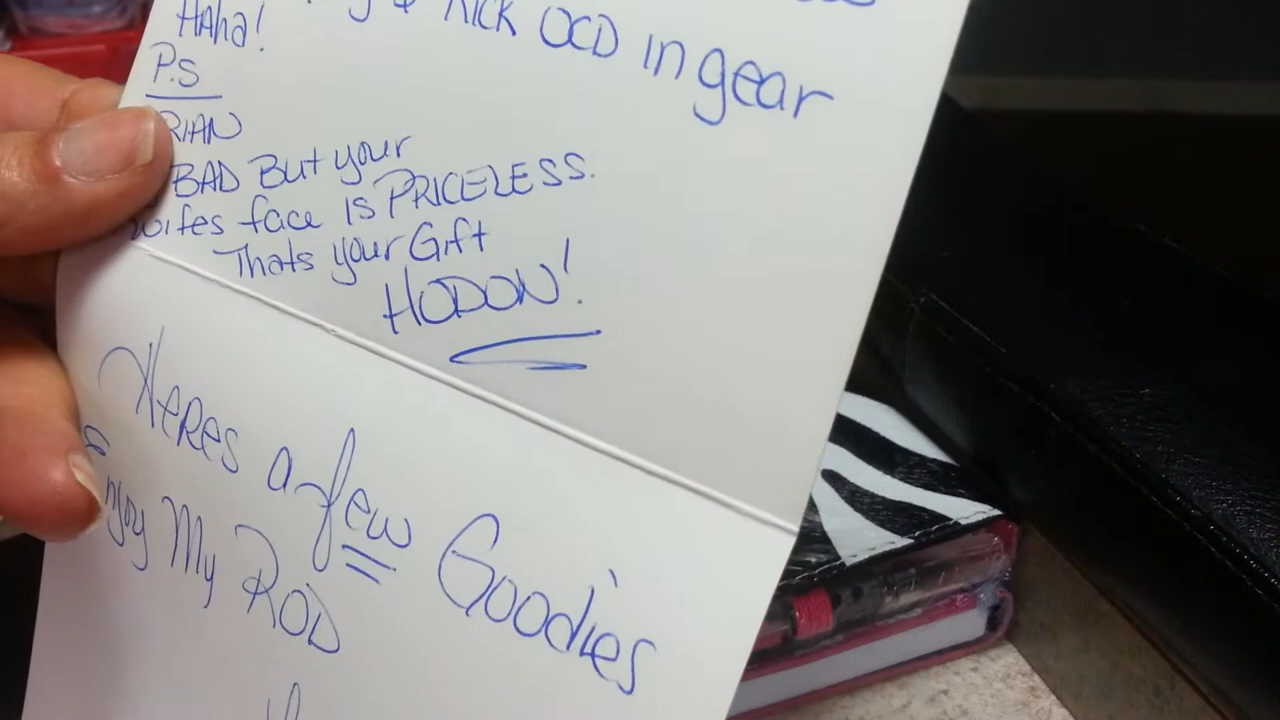 Haha!
& KICK OCD in gear
P.S
RIAN
BAD But your
wifes face is PRICELESS.
Thats your Gift
HODON!
Heres a few Goodies
Enjoy My ROD